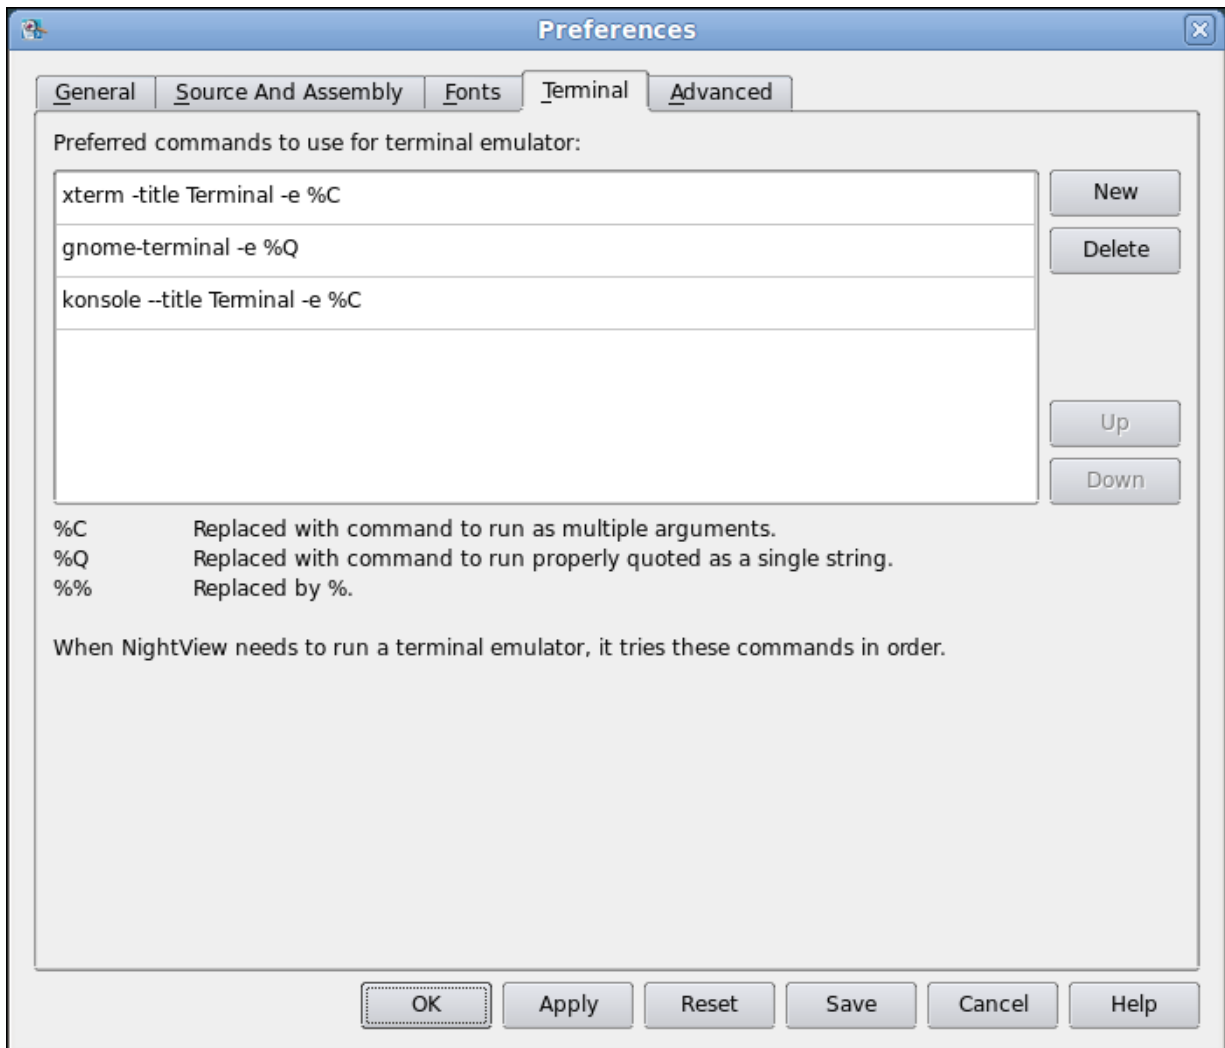 Preferences
General Source And Assembly Fonts Terminal Advanced
Preferred commands to use for terminal emulator:
xterm -title Terminal -e %C
New
gnome-terminal -e %Q
Delete
konsole --title Terminal -e %C
Up
Down
%C Replaced with command to run as multiple arguments.
%Q Replaced with command to run properly quoted as a single string.
%% Replaced by %.
When NightView needs to run a terminal emulator, it tries these commands in order.
OK Apply Reset Save Cancel Help